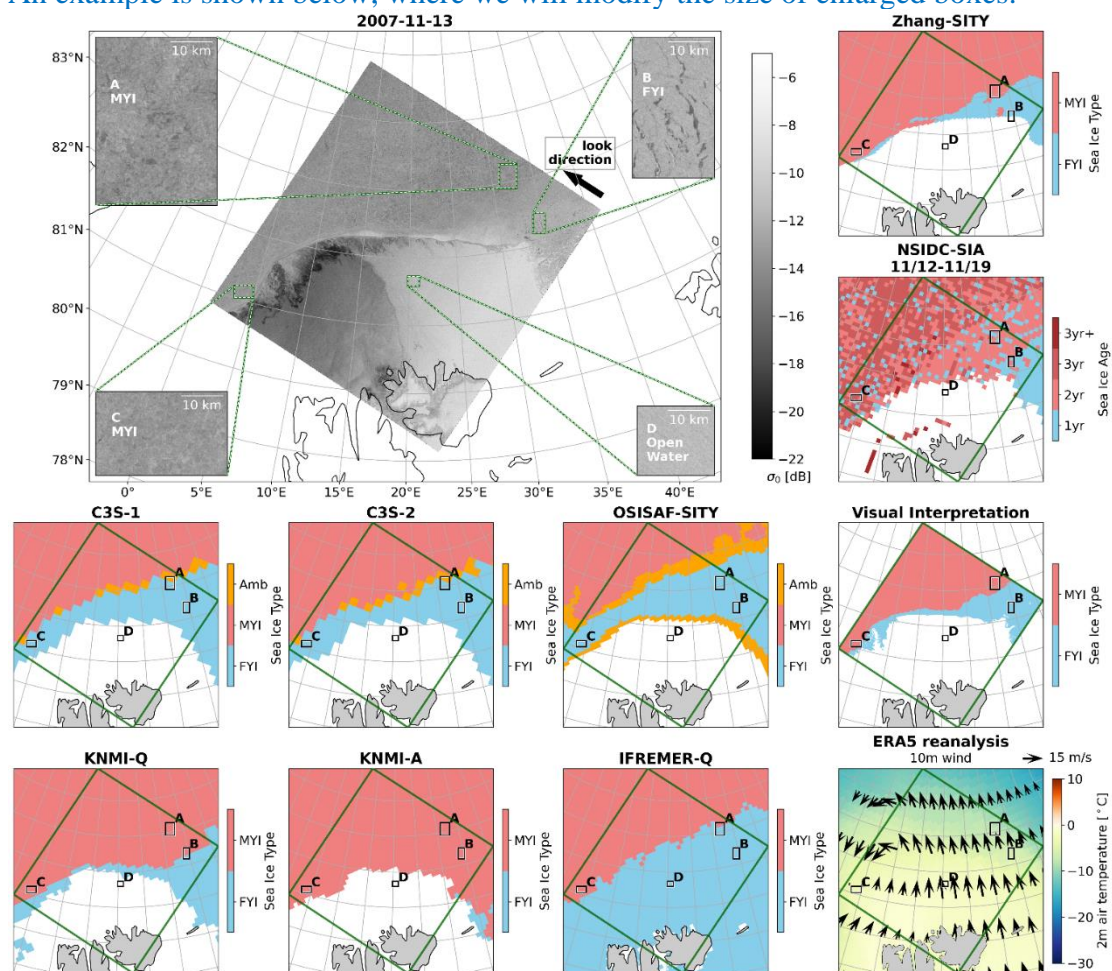 An example is shown below, where we will modify the size of enlarged boxes.
2007-11-13
83°N
82°N
81°N
80°N
79°N
78°N
0°
5°E
10°E
15°E
20°E
25°E
30°E
35°E
40°E
10 km
A
MYI
10 km
B
FYI
look
direction
10 km
C
MYI
10 km
D
Open
Water
−6
−8
−10
−12
−14
−16
−18
−20
−22
σ₀ [dB]
Zhang-SITY
A
B
C
D
MYI
FYI
Sea Ice Type
NSIDC-SIA
11/12-11/19
A
B
C
D
3yr+
3yr
2yr
1yr
Sea Ice Age
C3S-1
A
B
C
D
Amb
MYI
FYI
Sea Ice Type
C3S-2
A
B
C
D
Amb
MYI
FYI
Sea Ice Type
OSISAF-SITY
A
B
C
D
Amb
MYI
FYI
Sea Ice Type
Visual Interpretation
A
B
C
D
MYI
FYI
Sea Ice Type
KNMI-Q
A
B
C
D
MYI
FYI
Sea Ice Type
KNMI-A
A
B
C
D
MYI
FYI
Sea Ice Type
IFREMER-Q
A
B
C
D
MYI
FYI
Sea Ice Type
ERA5 reanalysis
10m wind
15 m/s
A
B
C
D
10
0
−10
−20
−30
2m air temperature [°C]